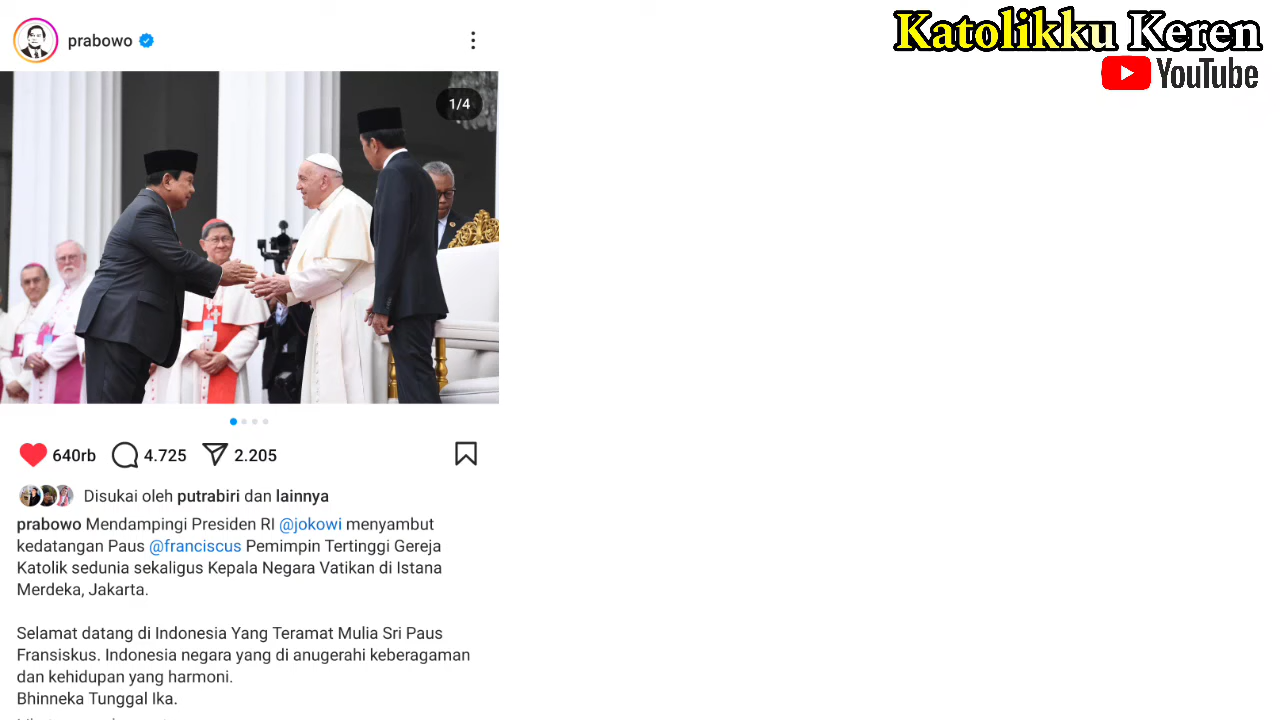 prabowo
Katolikku Keren
YouTube
1/4
640rb 4.725 2.205
Disukai oleh putrabiri dan lainnya
prabowo Mendampingi Presiden RI @jokowi menyambut
kedatangan Paus @franciscus Pemimpin Tertinggi Gereja
Katolik sedunia sekaligus Kepala Negara Vatikan di Istana
Merdeka, Jakarta.
Selamat datang di Indonesia Yang Teramat Mulia Sri Paus
Fransiskus. Indonesia negara yang di anugerahi keberagaman
dan kehidupan yang harmoni.
Bhinneka Tunggal Ika.